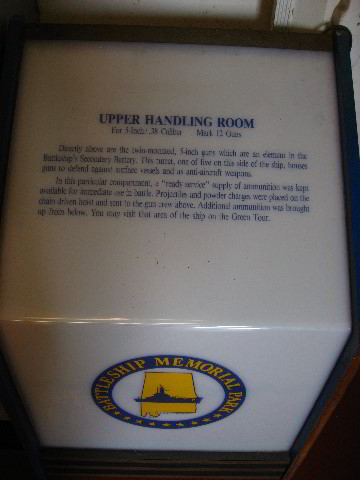 UPPER HANDLING ROOM
For 5-Inch/.38 Caliber Mark 12 Guns
Directly above are the twin-mounted, 5-inch guns which are an element in the
Battleship's Secondary Battery. This turret, one of five on this side of the ship, houses
guns to defend against surface vessels and as anti-aircraft weapons.
In this particular compartment, a "ready service" supply of ammunition was kept
available for immediate use in battle. Projectiles and powder charges were placed on the
chain driven hoist and sent to the gun crew above. Additional ammunition was brought
up from below. You may visit that area of the ship on the Green Tour.
BATTLESHIP MEMORIAL PARK